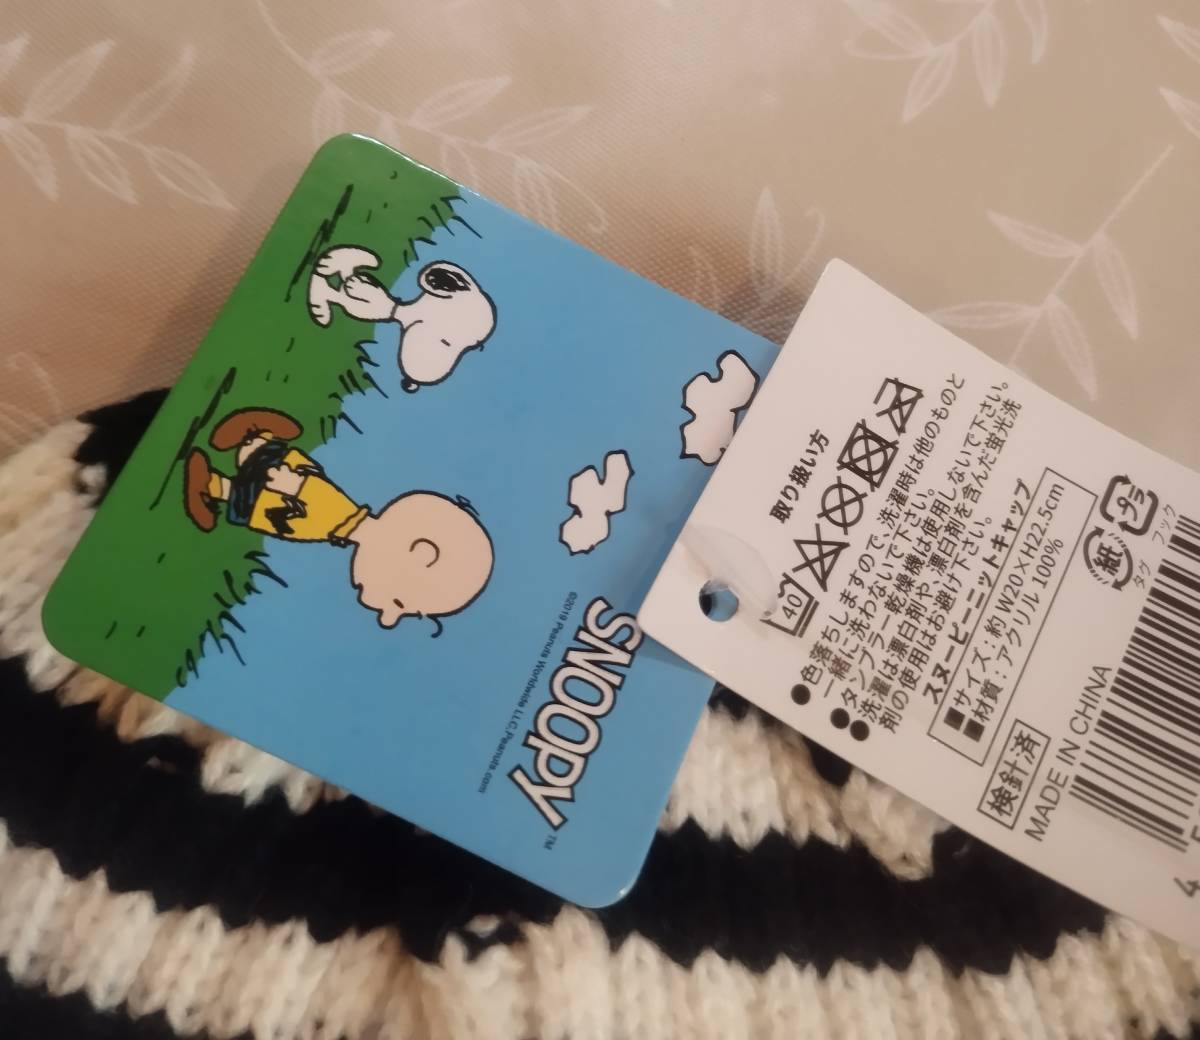 SNOOPY™
©2019 Peanuts Worldwide LLC,Peanuts.com
取り扱い方
40
●色落ちしますので、洗濯時は他のものと
一緒に洗わないで下さい。
●タンブラー乾燥機は使用しないで下さい。
●洗濯は漂白剤や、漂白剤を含んだ蛍光洗
剤の使用はお避け下さい。
スヌーピーニットキャップ
■サイズ：約 W20×H22.5cm
■材質：アクリル 100%
検針済
MADE IN CHINA
プラ
フック
紙
タグ
4